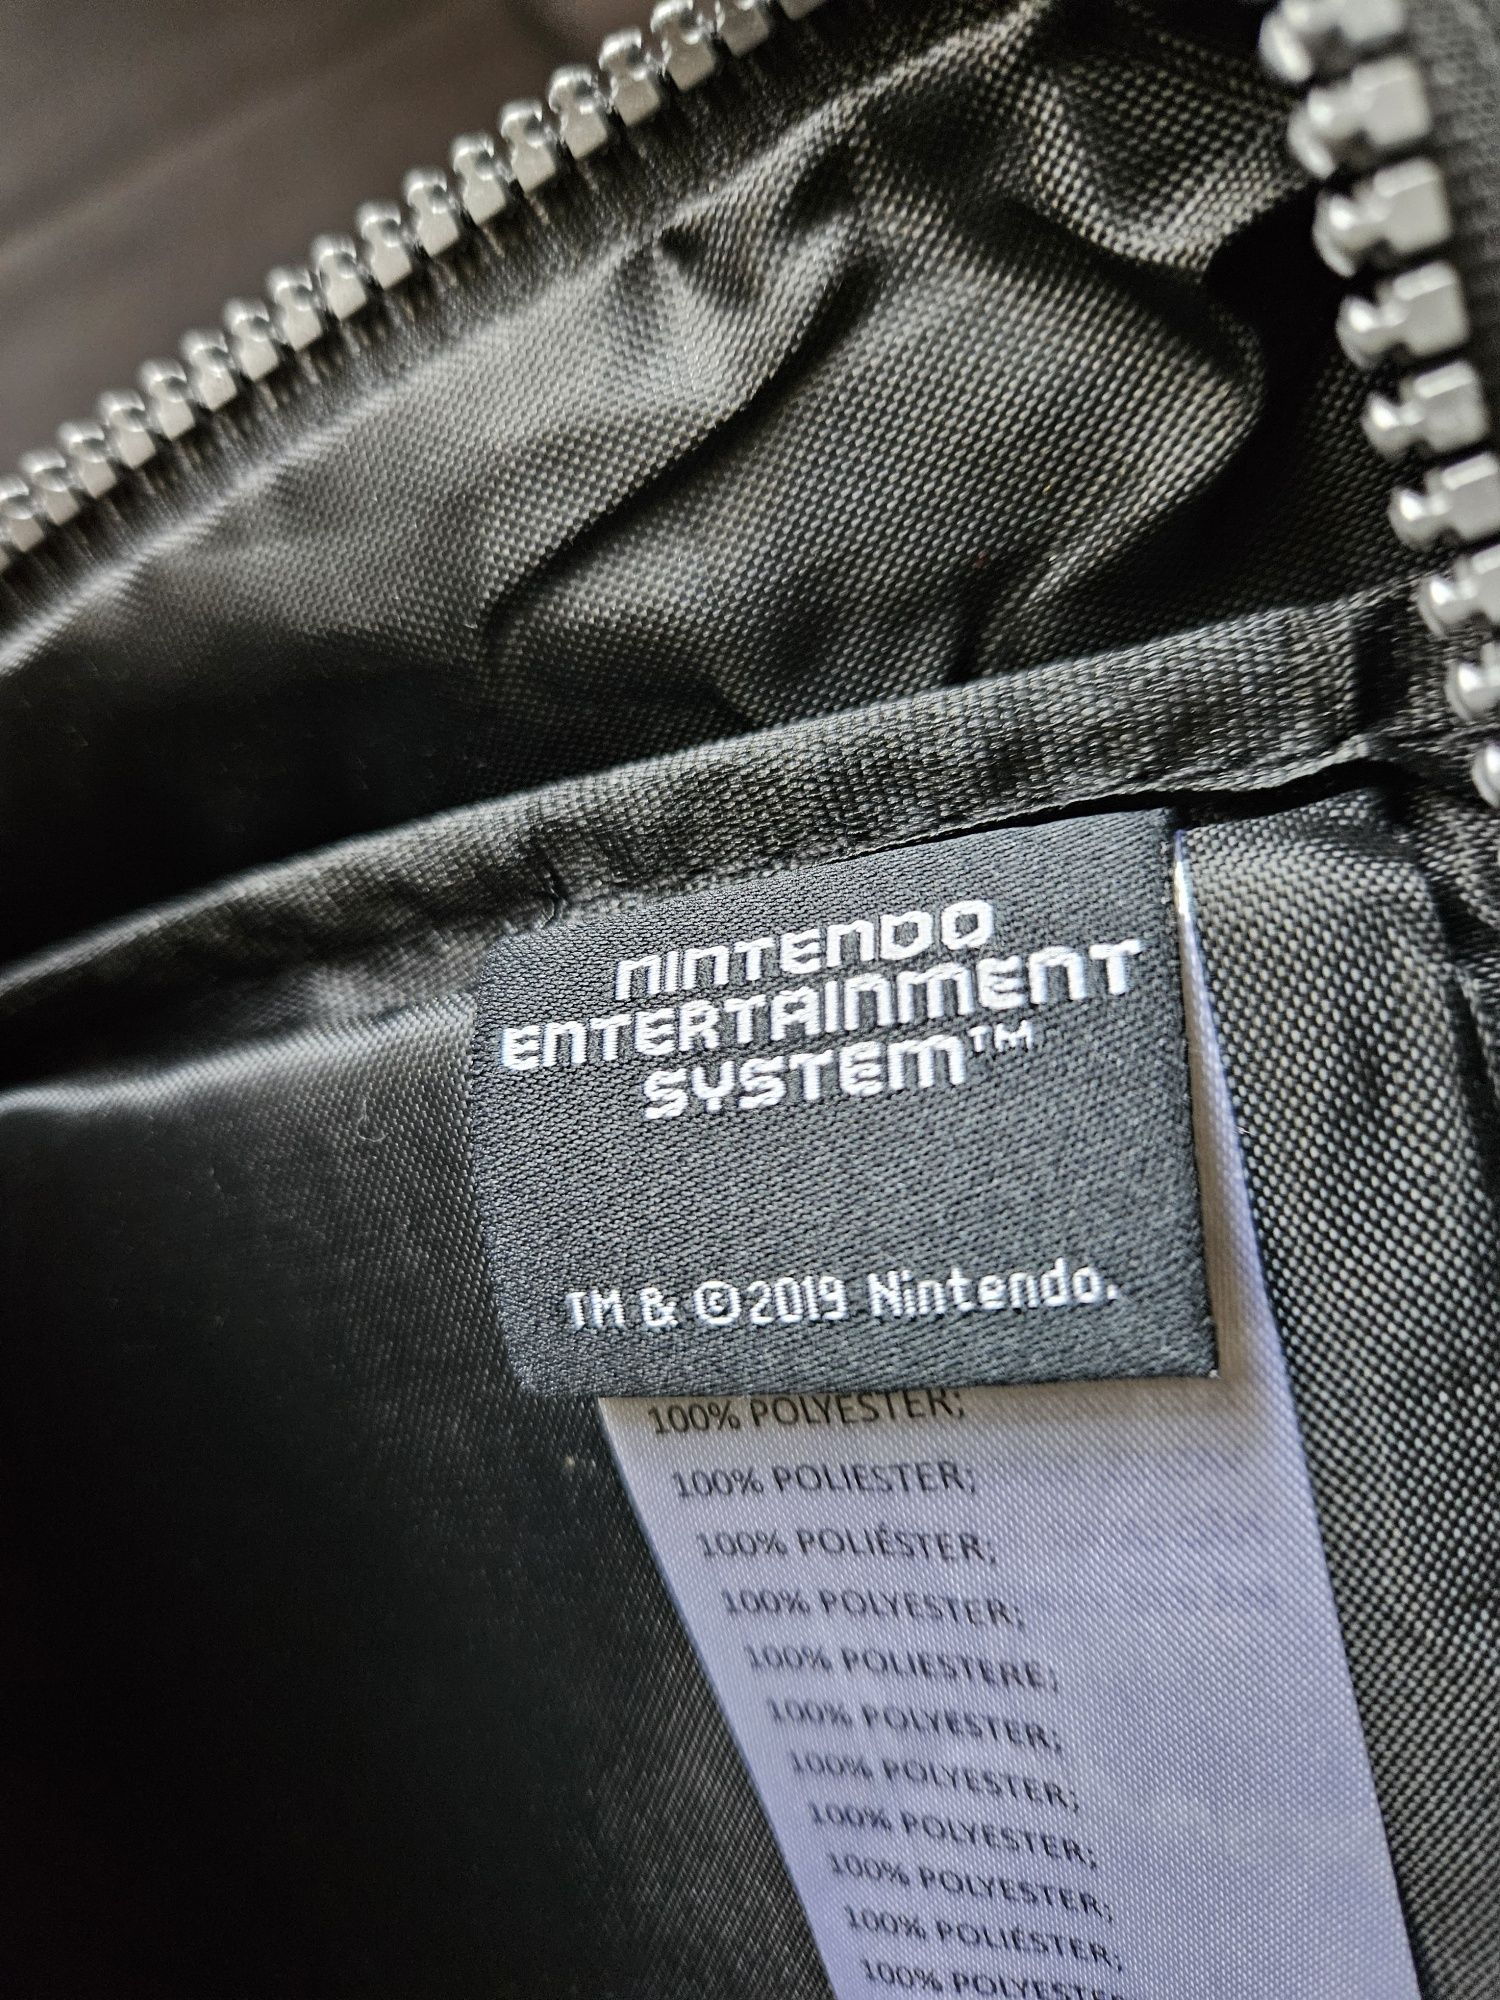 NINTENDO
ENTERTAINMENT
SYSTEM™
TM & ©2019 Nintendo.
100% POLYESTER;
100% POLIESTER;
100% POLIÉSTER;
100% POLYESTER;
100% POLIESTERE;
100% POLYESTER;
100% POLYESTER;
100% POLYESTER;
100% POLYESTER;
100% POLIÉSTER;
100% POLYESTER